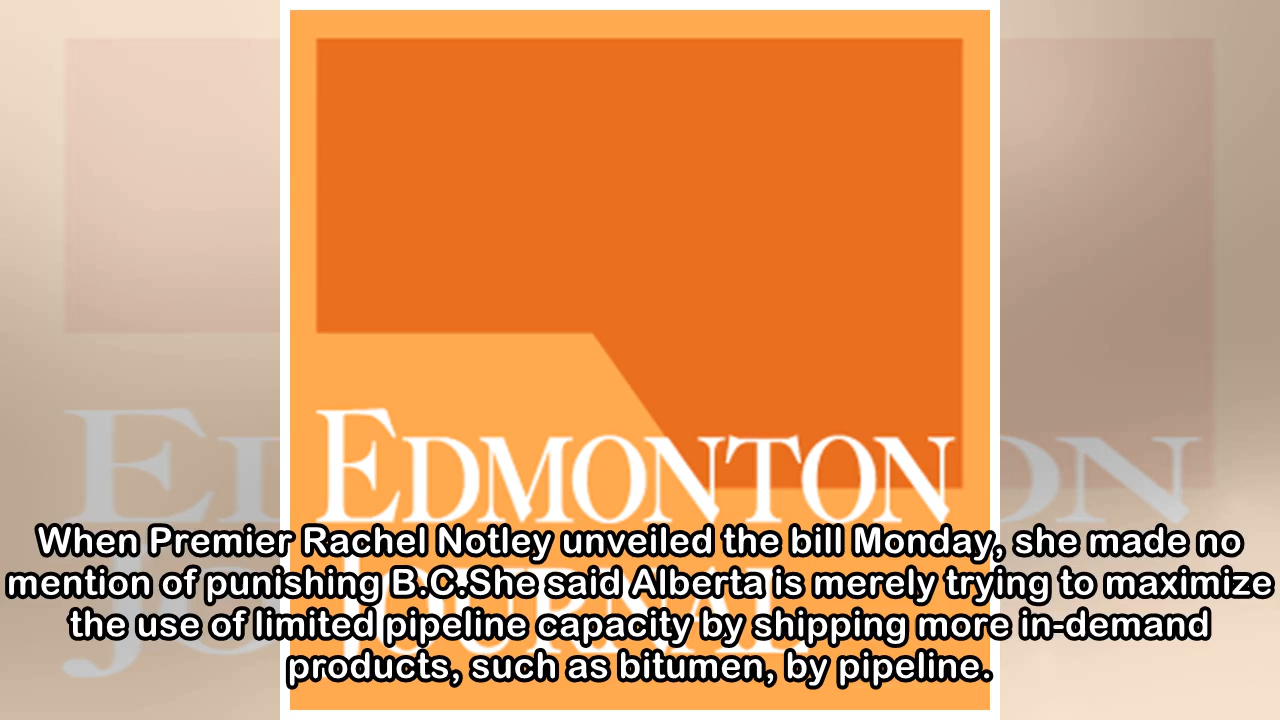 EDMONTON
JOURNAL
When Premier Rachel Notley unveiled the bill Monday, she made no
mention of punishing B.C.She said Alberta is merely trying to maximize
the use of limited pipeline capacity by shipping more in-demand
products, such as bitumen, by pipeline.